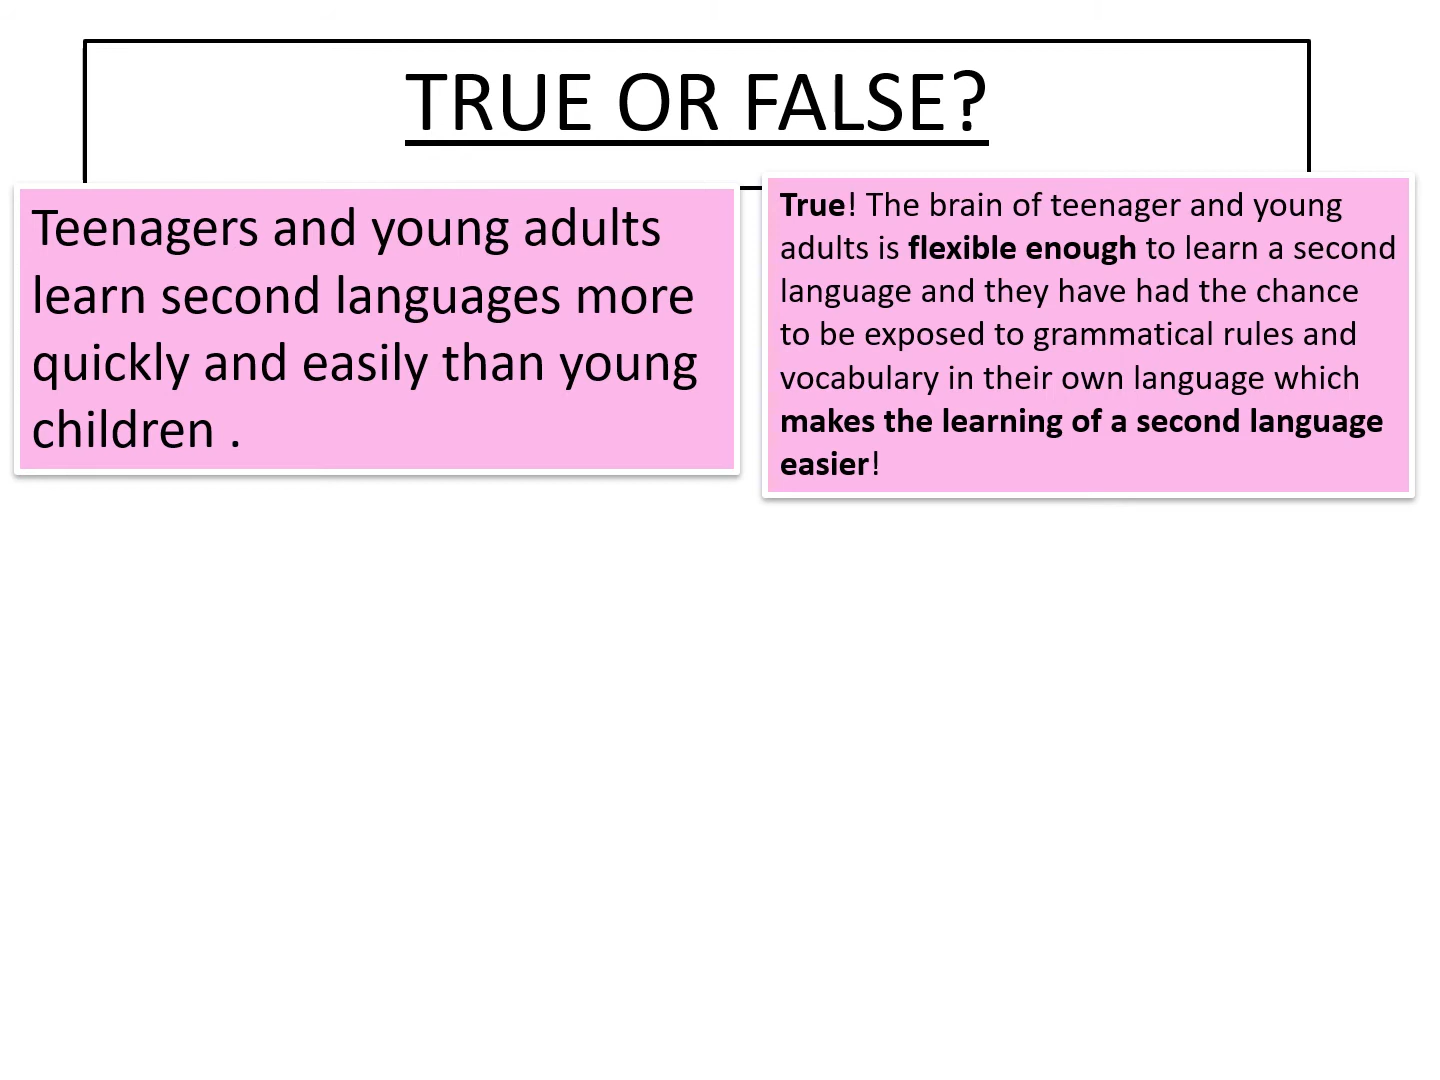 TRUE OR FALSE?
Teenagers and young adults
learn second languages more
quickly and easily than young
children .
True! The brain of teenager and young
adults is flexible enough to learn a second
language and they have had the chance
to be exposed to grammatical rules and
vocabulary in their own language which
makes the learning of a second language
easier!